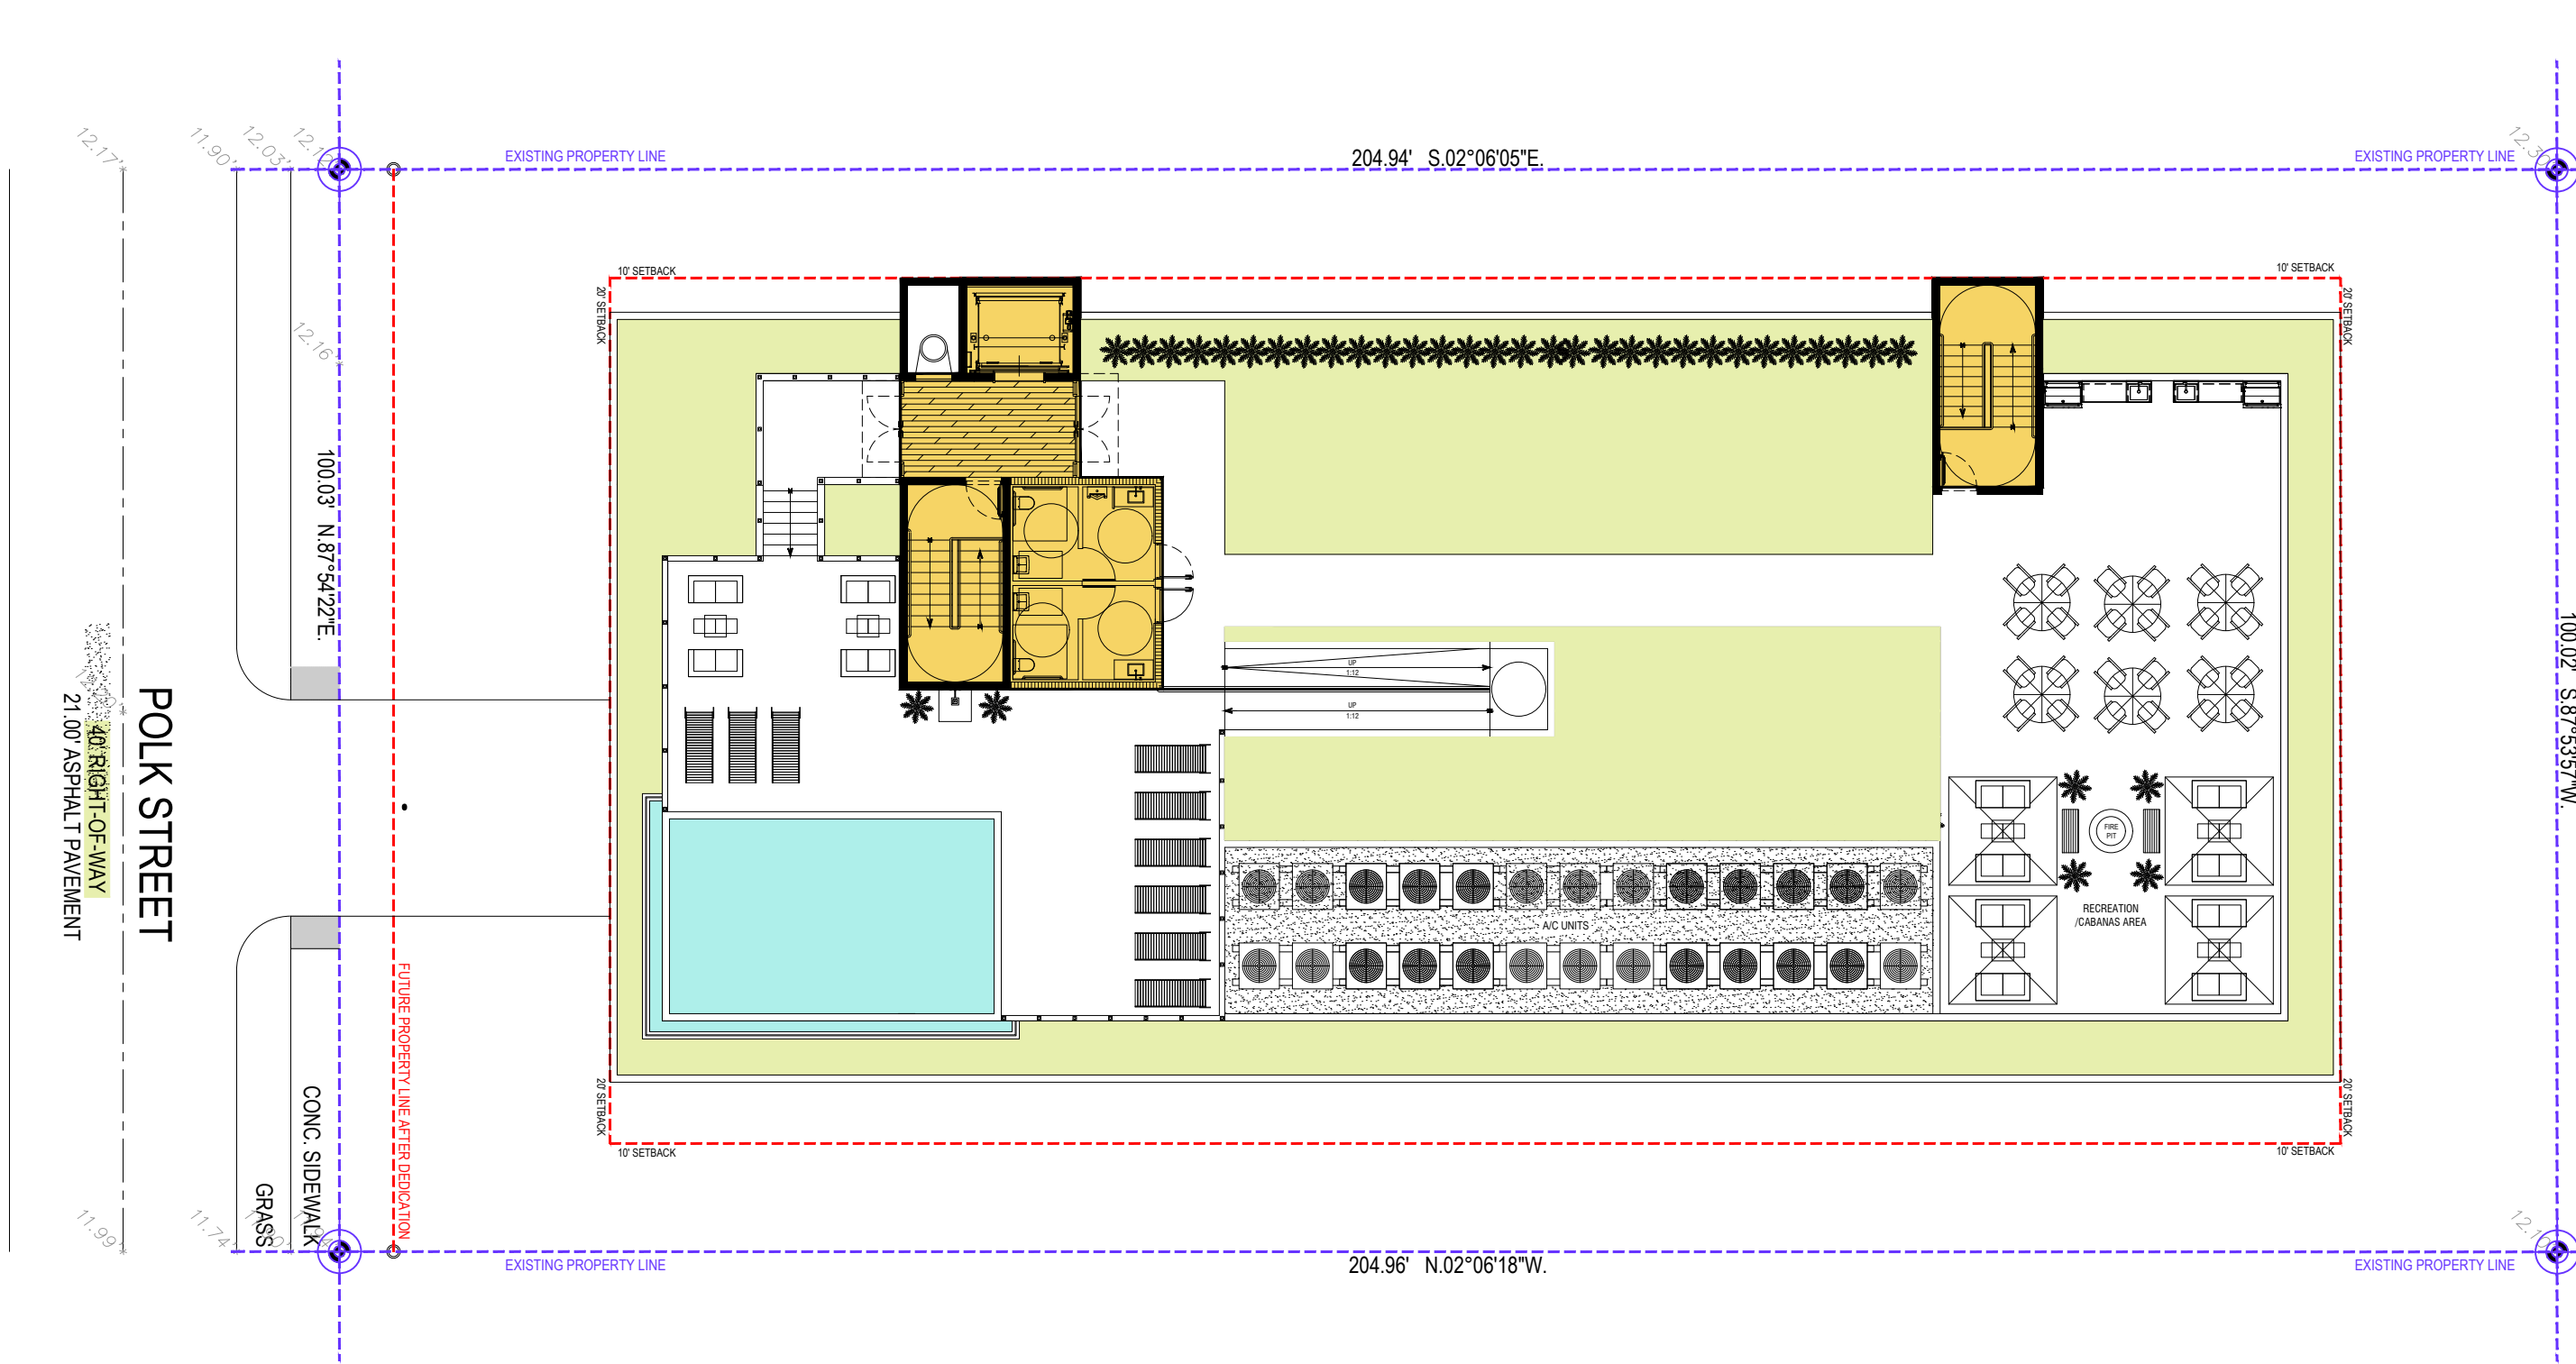 12.17'
11.90'
12.03'
12.12'
EXISTING PROPERTY LINE
204.94' S.02°06'05"E.
EXISTING PROPERTY LINE
12.30'
10' SETBACK
10' SETBACK
20' SETBACK
20' SETBACK
12.16'
100.03' N.87°54'22"E.
100.02' S.87°53'57"W.
UP
1:12
UP
1:12
POLK STREET
40' RIGHT-OF-WAY
21.00' ASPHALT PAVEMENT
FIRE
PIT
RECREATION
/CABANAS AREA
A/C UNITS
FUTURE PROPERTY LINE AFTER DEDICATION
CONC. SIDEWALK
GRASS
20' SETBACK
20' SETBACK
10' SETBACK
10' SETBACK
11.99'
11.74'
EXISTING PROPERTY LINE
204.96' N.02°06'18"W.
EXISTING PROPERTY LINE